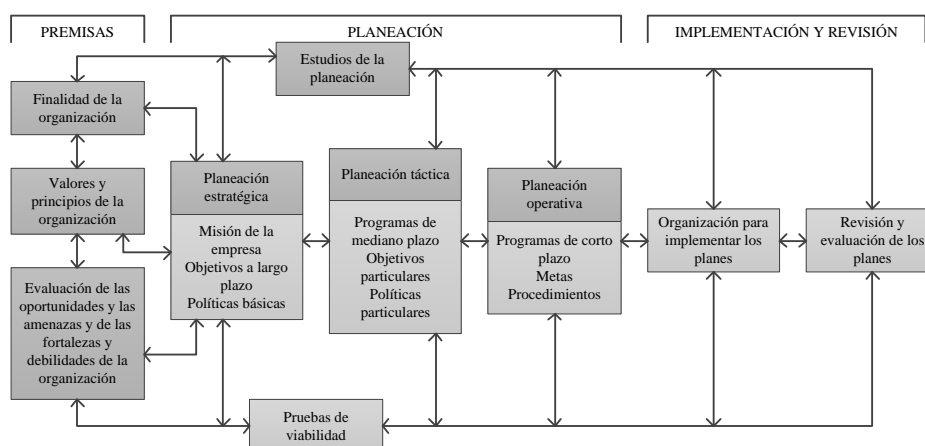 PREMISAS
PLANEACIÓN
IMPLEMENTACIÓN Y REVISIÓN
Estudios de la
planeación
Finalidad de la
organización
Valores y
principios de la
organización
Evaluación de las
oportunidades y las
amenazas y de las
fortalezas y
debilidades de la
organización
Planeación
estratégica
Misión de la
empresa
Objetivos a largo
plazo
Políticas básicas
Planeación táctica
Programas de
mediano plazo
Objetivos
particulares
Políticas
particulares
Planeación
operativa
Programas de corto
plazo
Metas
Procedimientos
Organización para
implementar los
planes
Revisión y
evaluación de los
planes
Pruebas de
viabilidad